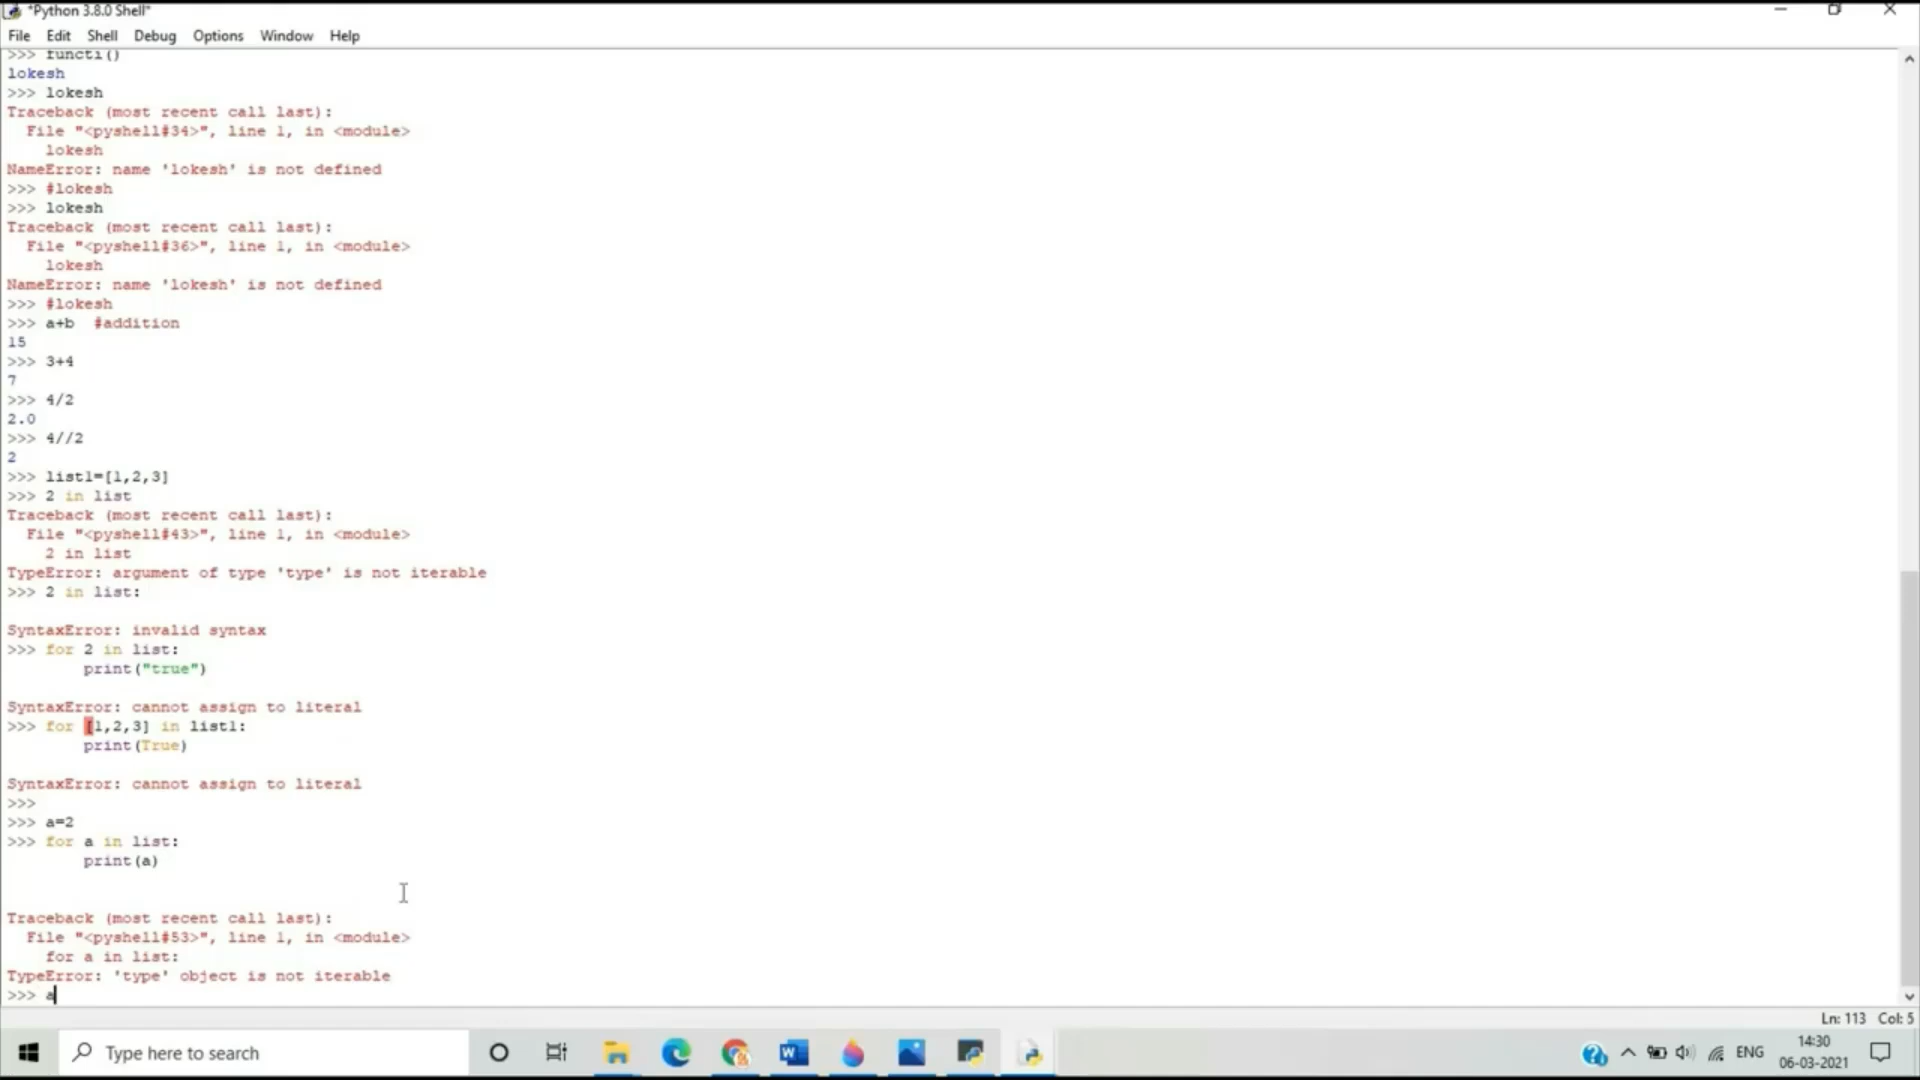 *Python 3.8.0 Shell*
File Edit Shell Debug Options Window Help
>>> functi()
lokesh
>>> lokesh
Traceback (most recent call last):
  File "<pyshell#34>", line 1, in <module>
    lokesh
NameError: name 'lokesh' is not defined
>>> #lokesh
>>> lokesh
Traceback (most recent call last):
  File "<pyshell#36>", line 1, in <module>
    lokesh
NameError: name 'lokesh' is not defined
>>> #lokesh
>>> a+b  #addition
15
>>> 3+4
7
>>> 4/2
2.0
>>> 4//2
2
>>> list1=[1,2,3]
>>> 2 in list
Traceback (most recent call last):
  File "<pyshell#43>", line 1, in <module>
    2 in list
TypeError: argument of type 'type' is not iterable
>>> 2 in list:
SyntaxError: invalid syntax
>>> for 2 in list:
        print("true")
SyntaxError: cannot assign to literal
>>> for [1,2,3] in list1:
        print(True)
SyntaxError: cannot assign to literal
>>>
>>> a=2
>>> for a in list:
        print(a)
Traceback (most recent call last):
  File "<pyshell#53>", line 1, in <module>
    for a in list:
TypeError: 'type' object is not iterable
>>> a
Ln: 113 Col: 5
Type here to search
ENG
14:30
06-03-2021